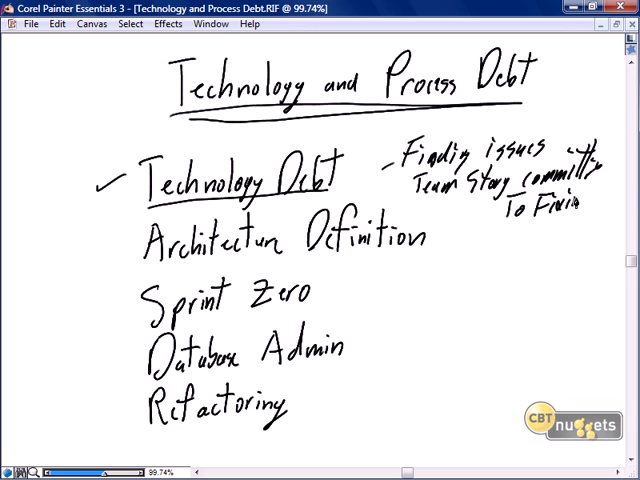 Corel Painter Essentials 3 - [Technology and Process Debt.RIF @ 99.74%]
File Edit Canvas Select Effects Window Help
Technology and Process Debt
Technology Debt
- Finding issues
Team Story committin
To Fixin
Architecture Definition
Sprint Zero
Database Admin
Refactoring
CBT nuggets
99.74%